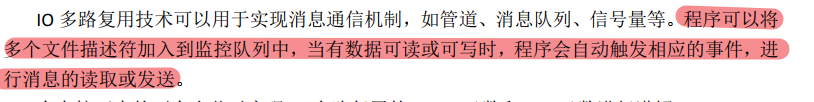 IO 多路复用技术可以用于实现消息通信机制，如管道、消息队列、信号量等。程序可以将
多个文件描述符加入到监控队列中，当有数据可读或可写时，程序会自动触发相应的事件，进
行消息的读取或发送。